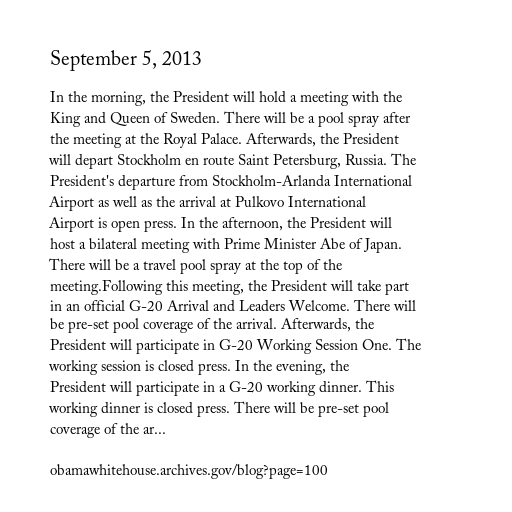 September 5, 2013
In the morning, the President will hold a meeting with the
King and Queen of Sweden. There will be a pool spray after
the meeting at the Royal Palace. Afterwards, the President
will depart Stockholm en route Saint Petersburg, Russia. The
President's departure from Stockholm-Arlanda International
Airport as well as the arrival at Pulkovo International
Airport is open press. In the afternoon, the President will
host a bilateral meeting with Prime Minister Abe of Japan.
There will be a travel pool spray at the top of the
meeting.Following this meeting, the President will take part
in an official G-20 Arrival and Leaders Welcome. There will
be pre-set pool coverage of the arrival. Afterwards, the
President will participate in G-20 Working Session One. The
working session is closed press. In the evening, the
President will participate in a G-20 working dinner. This
working dinner is closed press. There will be pre-set pool
coverage of the ar...
obamawhitehouse.archives.gov/blog?page=100